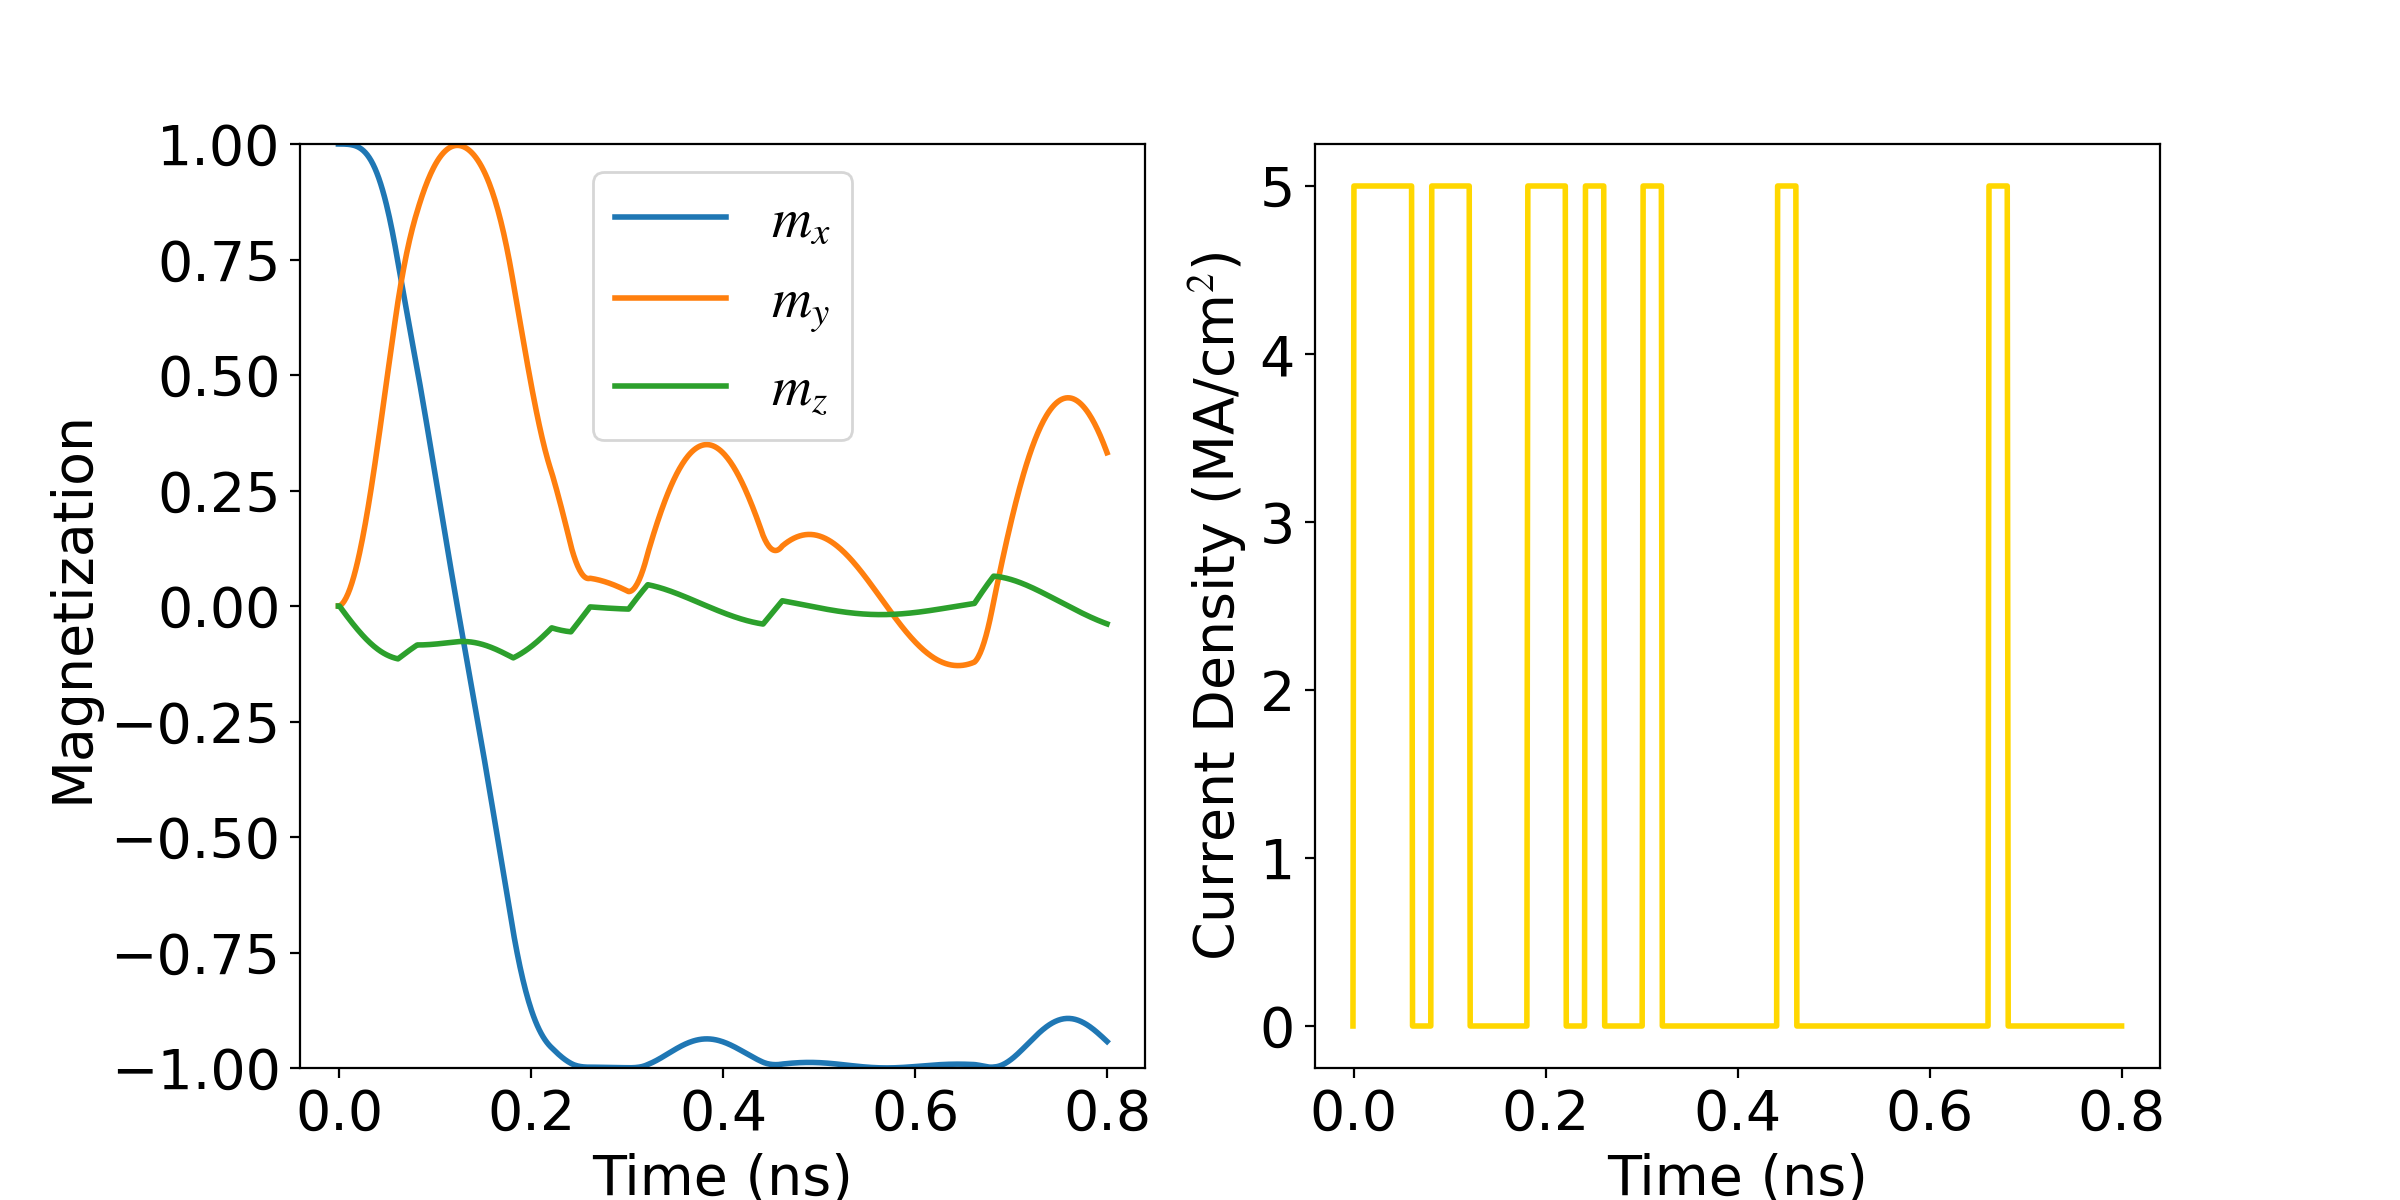 Magnetization
1.00
0.75
0.50
0.25
0.00
−0.25
−0.50
−0.75
−1.00
m_x
m_y
m_z
0.0 0.2 0.4 0.6 0.8
Time (ns)
Current Density (MA/cm²)
5
4
3
2
1
0
0.0 0.2 0.4 0.6 0.8
Time (ns)